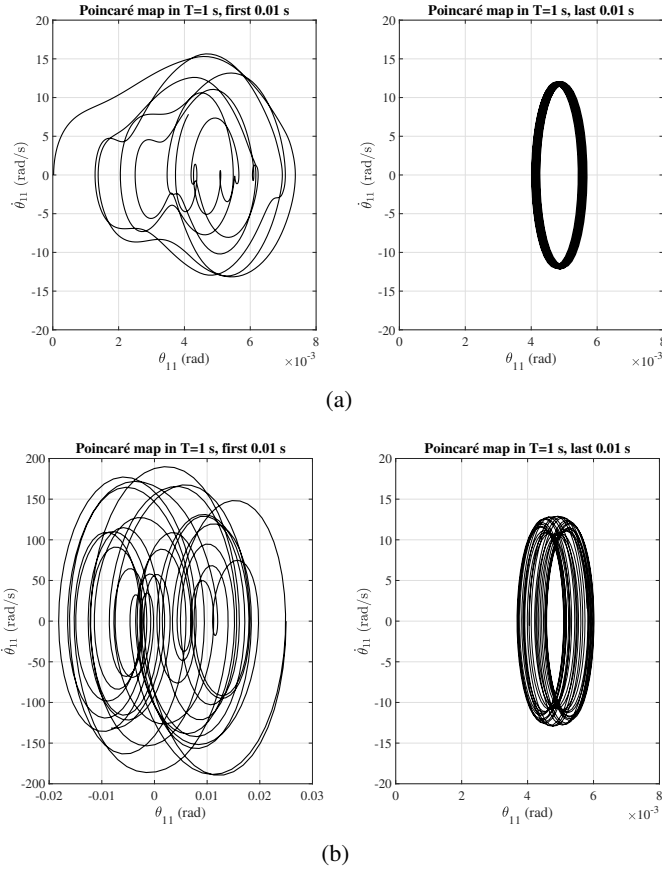 Poincaré map in T=1 s, first 0.01 s
20
15
10
5
0
-5
-10
-15
-20
θ̇11 (rad/s)
0 2 4 6 8
θ11 (rad)
×10-3
Poincaré map in T=1 s, last 0.01 s
20
15
10
5
0
-5
-10
-15
-20
θ̇11 (rad/s)
0 2 4 6 8
θ11 (rad)
×10-3
(a)
Poincaré map in T=1 s, first 0.01 s
200
150
100
50
0
-50
-100
-150
-200
θ̇11 (rad/s)
-0.02 -0.01 0 0.01 0.02 0.03
θ11 (rad)
Poincaré map in T=1 s, last 0.01 s
20
15
10
5
0
-5
-10
-15
-20
θ̇11 (rad/s)
0 2 4 6 8
θ11 (rad)
×10-3
(b)